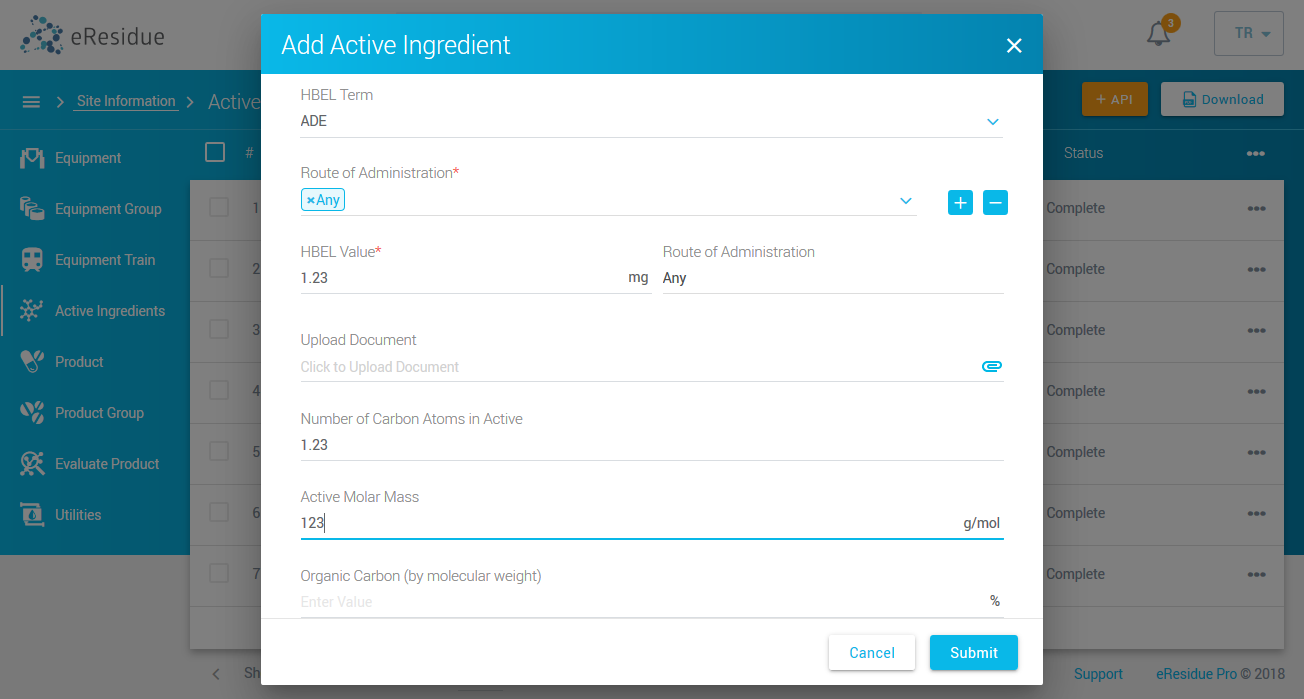 eResidue
Add Active Ingredient
3
TR
Site Information
Active
+ API
Download
HBEL Term
ADE
Equipment
#
Status
Route of Administration*
×Any
Equipment Group
1
Complete
HBEL Value*
Route of Administration
Equipment Train
2
1.23
mg
Any
Complete
Active Ingredients
3
Complete
Upload Document
Click to Upload Document
Product
4
Complete
Product Group
Number of Carbon Atoms in Active
1.23
Evaluate Product
5
Complete
Active Molar Mass
123
g/mol
Utilities
6
Complete
Organic Carbon (by molecular weight)
7
Complete
Enter Value
%
Cancel
Submit
Sh
Support
eResidue Pro © 2018